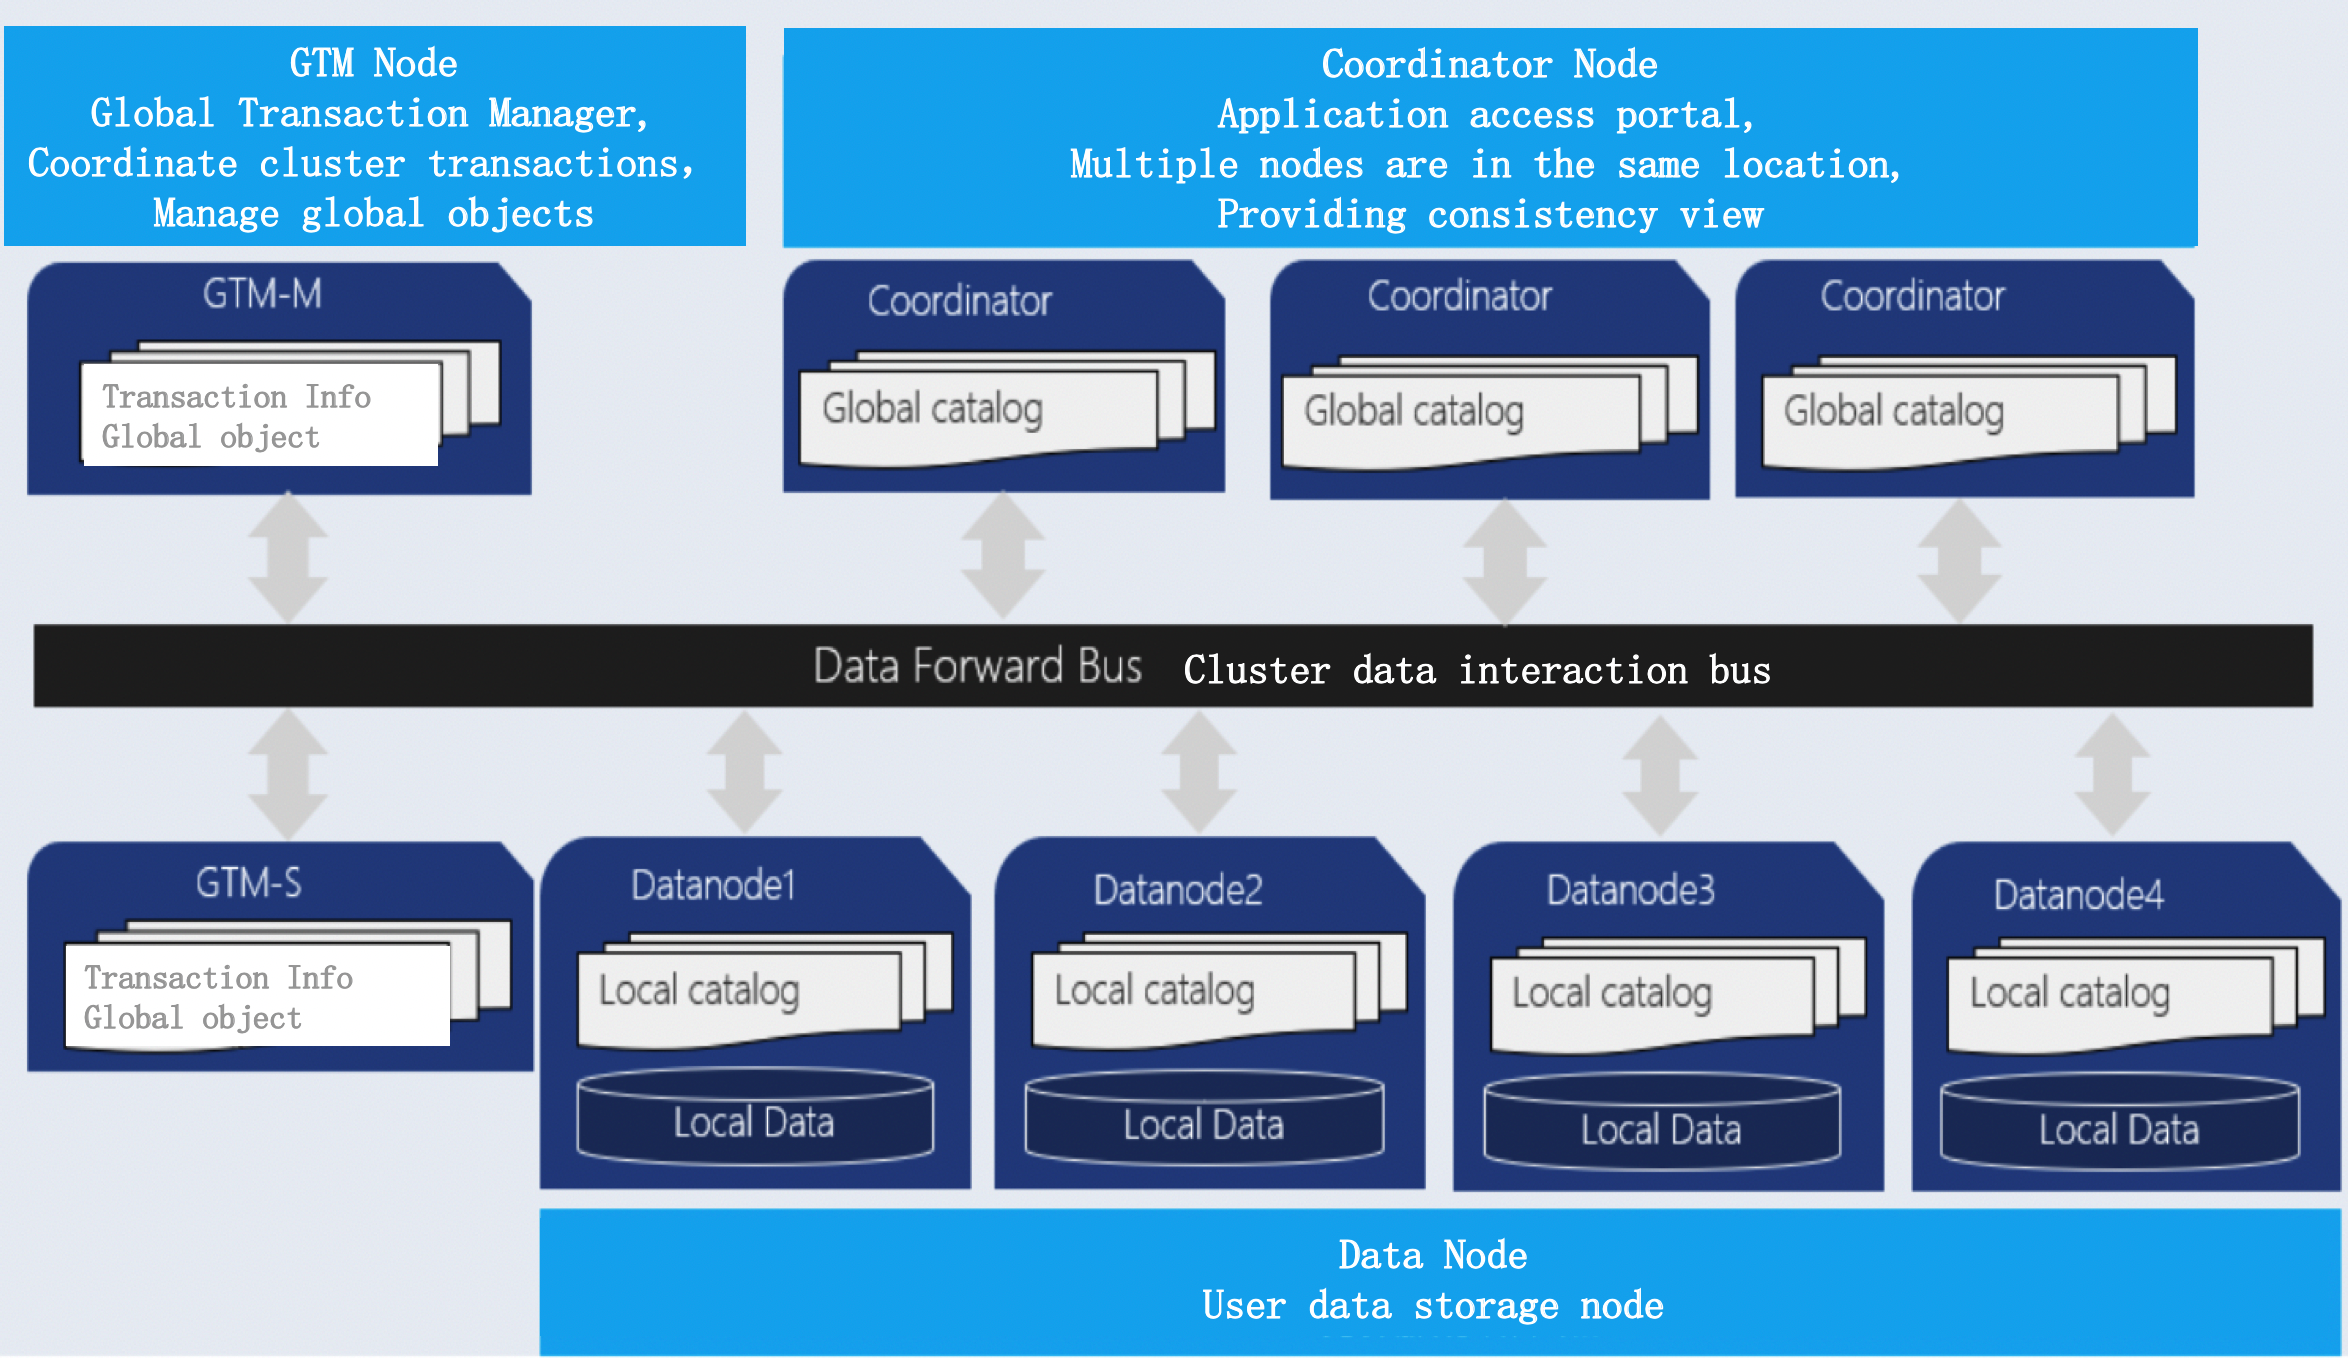 GTM Node
Global Transaction Manager,
Coordinate cluster transactions,
Manage global objects
Coordinator Node
Application access portal,
Multiple nodes are in the same location,
Providing consistency view
GTM-M
Transaction Info
Global object
Coordinator
Global catalog
Coordinator
Global catalog
Coordinator
Global catalog
Data Forward Bus Cluster data interaction bus
GTM-S
Transaction Info
Global object
Datanode1
Local catalog
Local Data
Datanode2
Local catalog
Local Data
Datanode3
Local catalog
Local Data
Datanode4
Local catalog
Local Data
Data Node
User data storage node